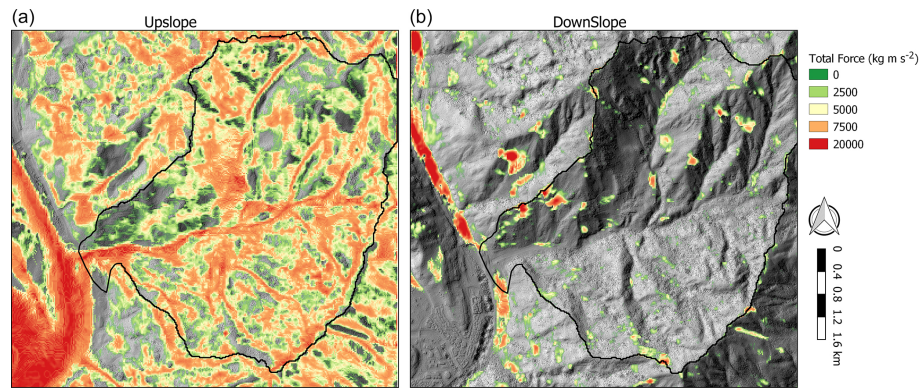 (a)
Upslope
(b)
DownSlope
Total Force (kg m s⁻²)
0
2500
5000
7500
20000
0
0.4
0.8
1.2
1.6 km